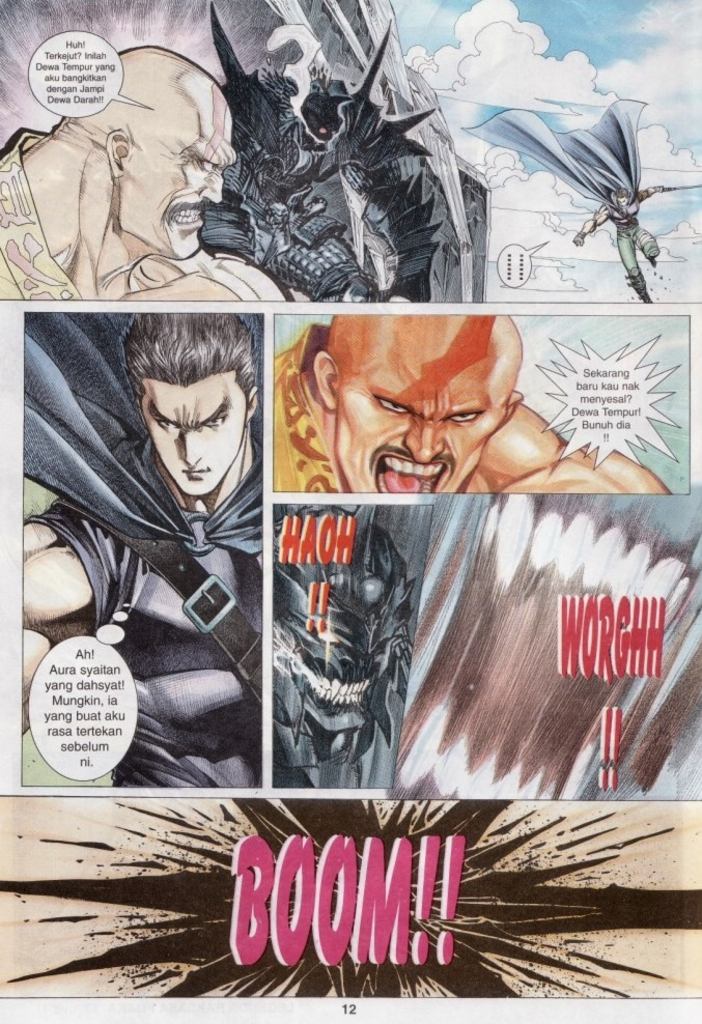 Huh!
Terkejut? Inilah
Dewa Tempur yang
aku bangkitkan
dengan Jampi
Dewa Darah!!
Sekarang
baru kau nak
menyesal?
Dewa Tempur!
Bunuh dia
!!
Ah!
Aura syaitan
yang dahsyat!
Mungkin, ia
yang buat aku
rasa tertekan
sebelum
ni.
HAOH
!!
WORGHH
!!
BOOM!!
12